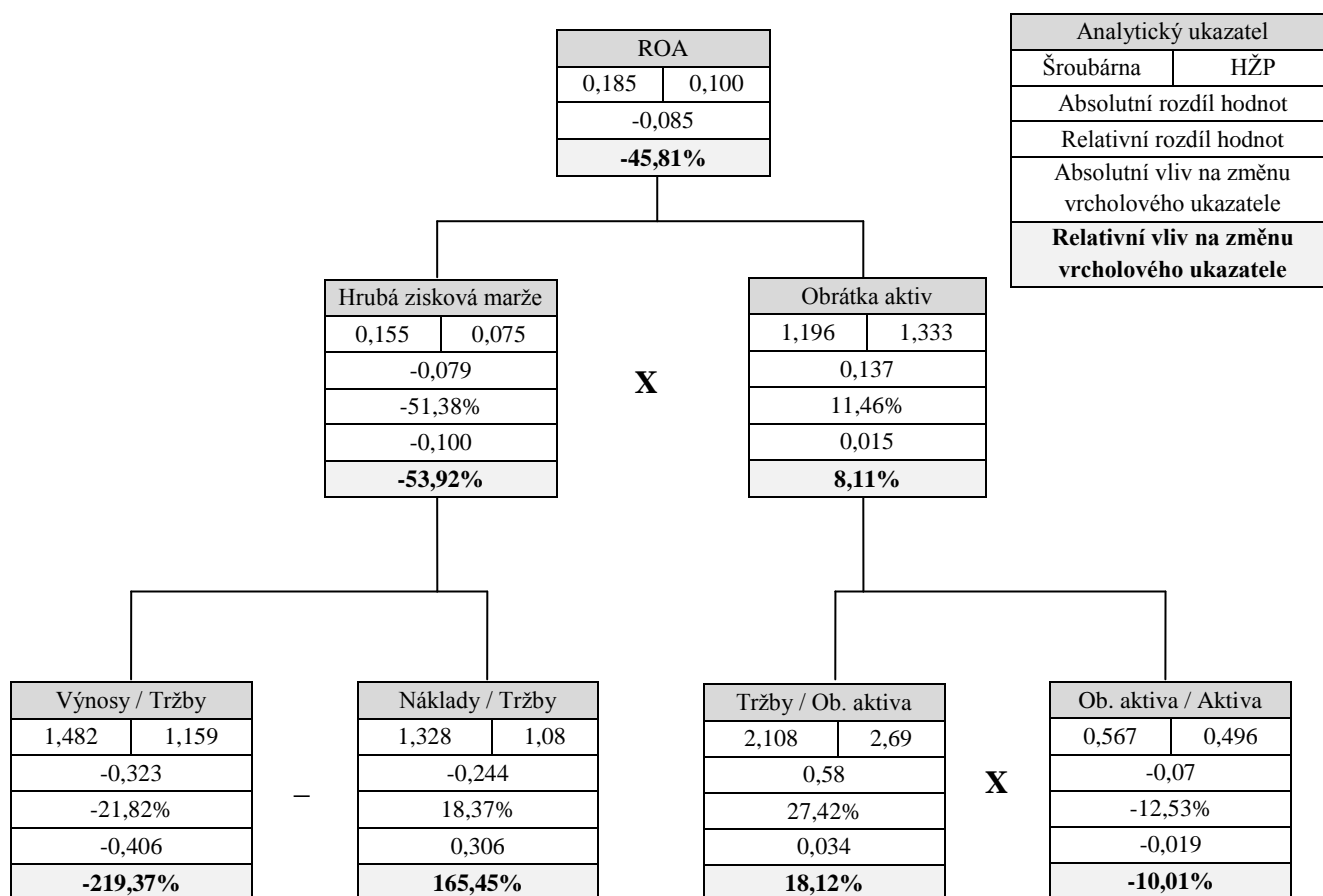 ROA
0,185 0,100
-0,085
-45,81%
Analytický ukazatel
Šroubárna HŽP
Absolutní rozdíl hodnot
Relativní rozdíl hodnot
Absolutní vliv na změnu
vrcholového ukazatele
Relativní vliv na změnu
vrcholového ukazatele
Hrubá zisková marže
0,155 0,075
-0,079
-51,38%
-0,100
-53,92%
X
Obrátka aktiv
1,196 1,333
0,137
11,46%
0,015
8,11%
Výnosy / Tržby
1,482 1,159
-0,323
-21,82%
-0,406
-219,37%
–
Náklady / Tržby
1,328 1,08
-0,244
18,37%
0,306
165,45%
Tržby / Ob. aktiva
2,108 2,69
0,58
27,42%
0,034
18,12%
X
Ob. aktiva / Aktiva
0,567 0,496
-0,07
-12,53%
-0,019
-10,01%